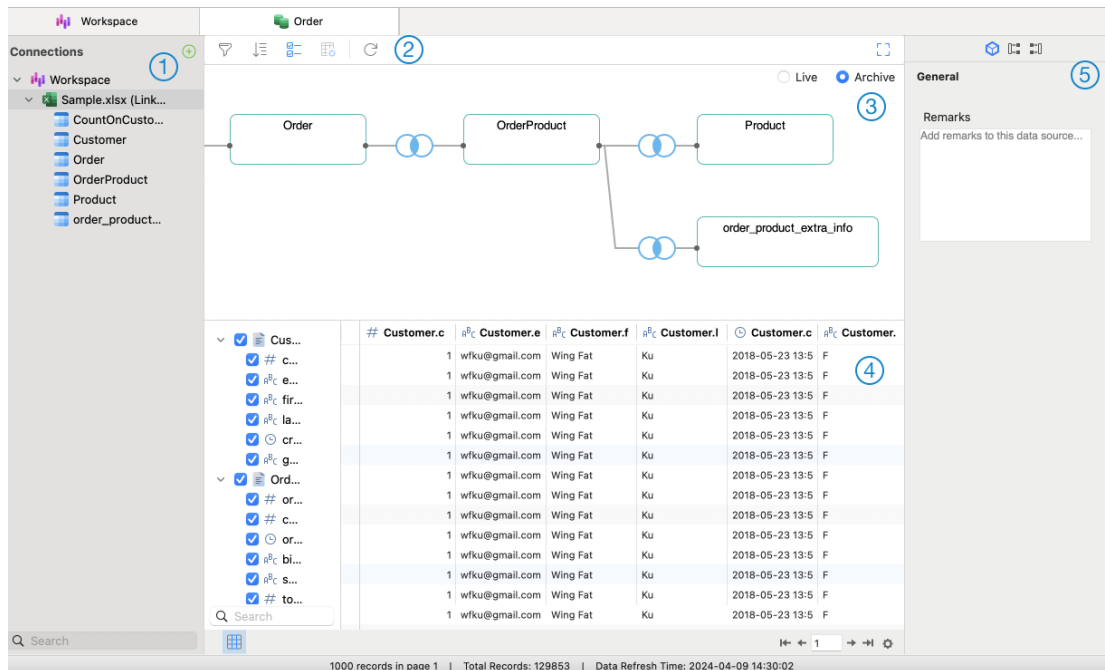 Workspace
Order
Connections
1
2
5
Workspace
Sample.xlsx (Link...
CountOnCusto...
Customer
Order
OrderProduct
Product
order_product...
Search
Live
Archive
3
Order
OrderProduct
Product
order_product_extra_info
General
Remarks
Add remarks to this data source...
Cus...
# c...
ABC e...
ABC fir...
ABC la...
cr...
ABC g...
Ord...
# or...
# c...
or...
ABC bi...
ABC s...
# to...
Search
# Customer.c ABC Customer.e ABC Customer.f ABC Customer.l Customer.c ABC Customer.
1 wfku@gmail.com Wing Fat Ku 2018-05-23 13:5 F
4
1 wfku@gmail.com Wing Fat Ku 2018-05-23 13:5 F
1 wfku@gmail.com Wing Fat Ku 2018-05-23 13:5 F
1 wfku@gmail.com Wing Fat Ku 2018-05-23 13:5 F
1 wfku@gmail.com Wing Fat Ku 2018-05-23 13:5 F
1 wfku@gmail.com Wing Fat Ku 2018-05-23 13:5 F
1 wfku@gmail.com Wing Fat Ku 2018-05-23 13:5 F
1 wfku@gmail.com Wing Fat Ku 2018-05-23 13:5 F
1 wfku@gmail.com Wing Fat Ku 2018-05-23 13:5 F
1 wfku@gmail.com Wing Fat Ku 2018-05-23 13:5 F
1 wfku@gmail.com Wing Fat Ku 2018-05-23 13:5 F
1 wfku@gmail.com Wing Fat Ku 2018-05-23 13:5 F
1 wfku@gmail.com Wing Fat Ku 2018-05-23 13:5 F
1 wfku@gmail.com Wing Fat Ku 2018-05-23 13:5 F
1
1000 records in page 1 | Total Records: 129853 | Data Refresh Time: 2024-04-09 14:30:02